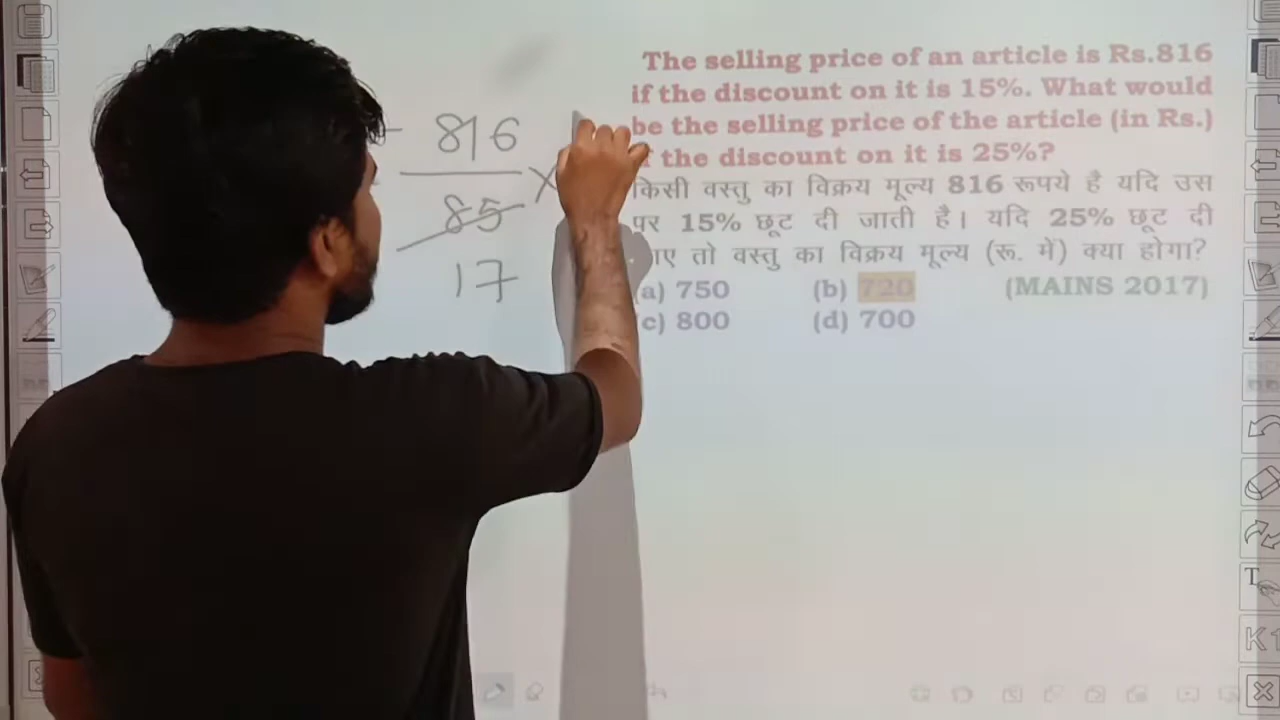 816
85
17
×
The selling price of an article is Rs.816
if the discount on it is 15%. What would
be the selling price of the article (in Rs.)
the discount on it is 25%?
किसी वस्तु का विक्रय मूल्य 816 रूपये है यदि उस
पर 15% छूट दी जाती है। यदि 25% छूट दी
तो वस्तु का विक्रय मूल्य (रू. में) क्या होगा?
(a) 750 (b) 720 (MAINS 2017)
(c) 800 (d) 700
T